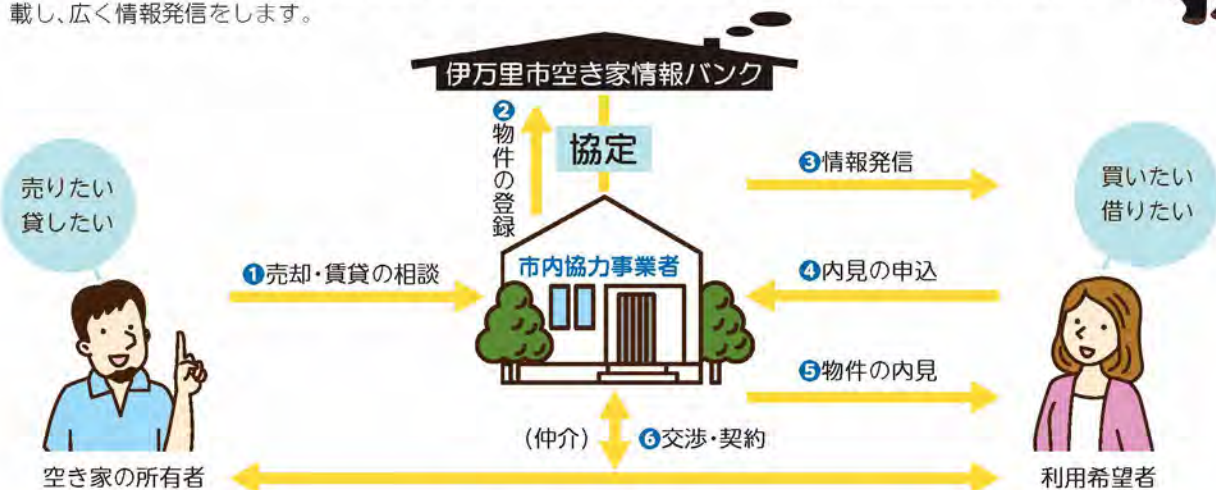 載し、広く情報発信をします。
伊万里市空き家情報バンク
❷物件の登録
協定
❸情報発信
売りたい
貸したい
買いたい
借りたい
❶売却・賃貸の相談
市内協力事業者
❹内見の申込
❺物件の内見
(仲介)
❻交渉・契約
空き家の所有者
利用希望者